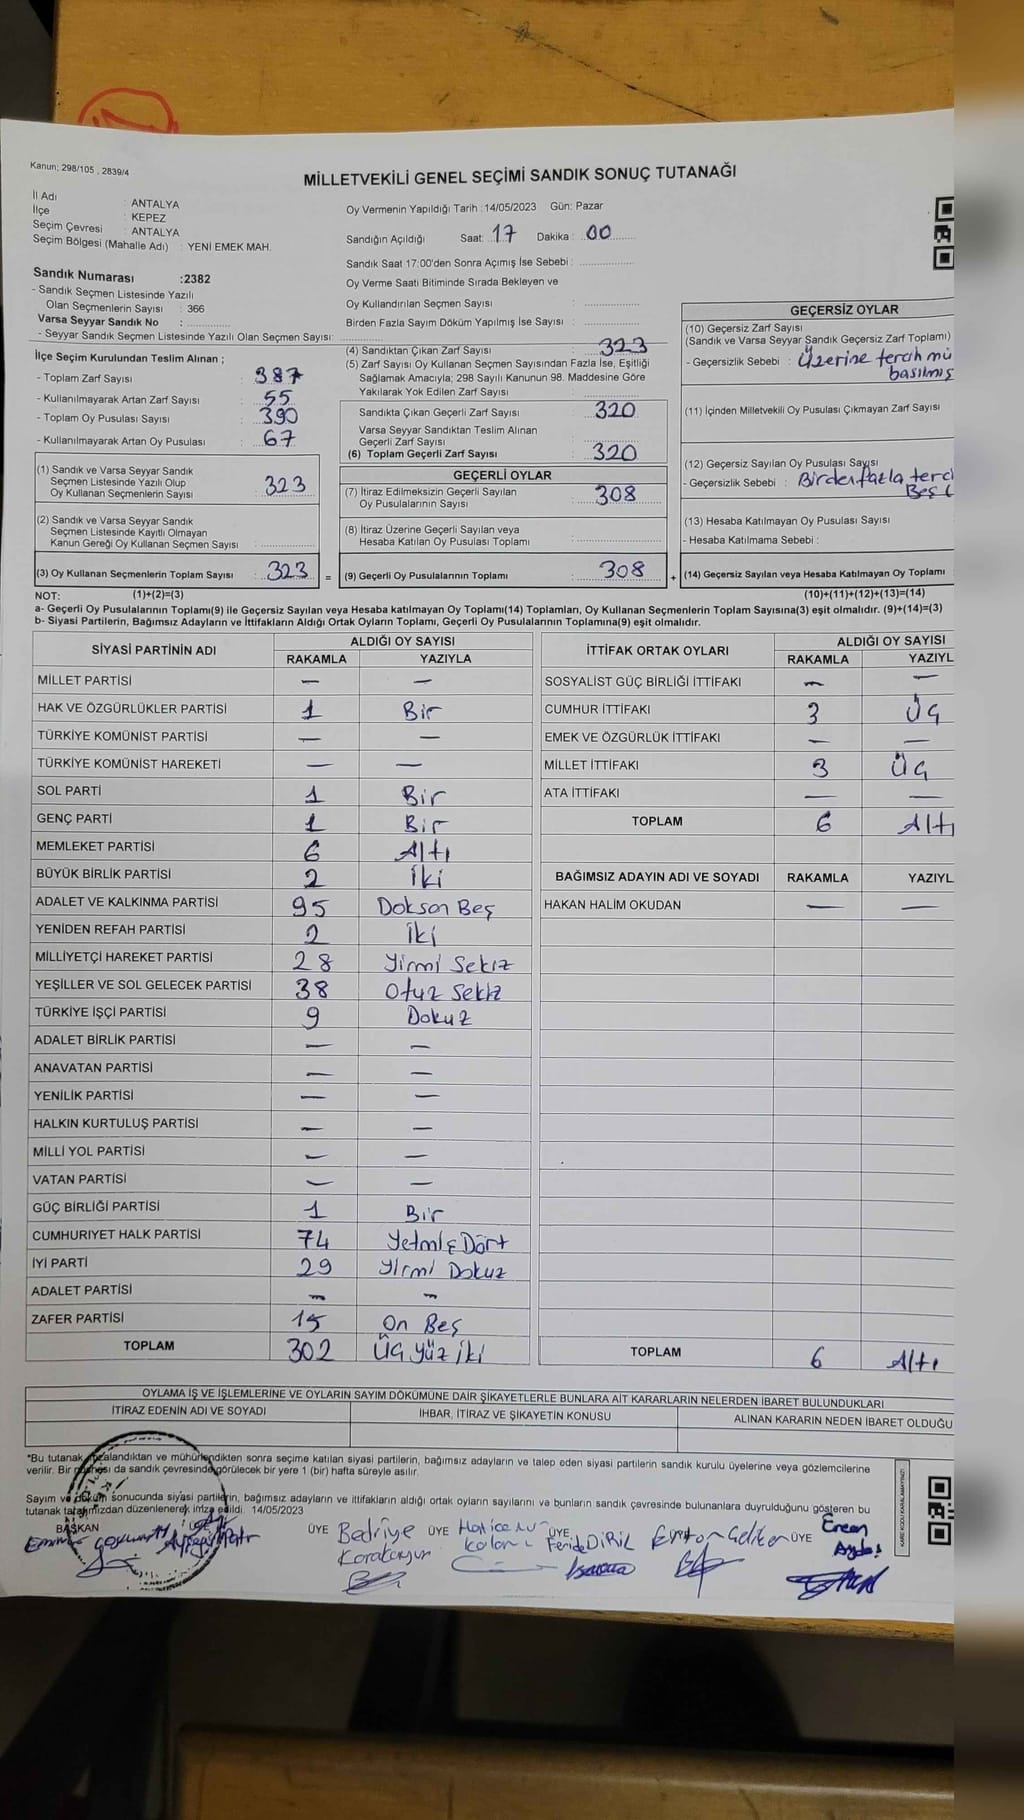 Kanun; 298/105 , 2839/4
MİLLETVEKİLİ GENEL SEÇİMİ SANDIK SONUÇ TUTANAĞI
İl Adı : ANTALYA
İlçe : KEPEZ
Seçim Çevresi : ANTALYA
Seçim Bölgesi (Mahalle Adı) : YENİ EMEK MAH.
Sandık Numarası :2382
- Sandık Seçmen Listesinde Yazılı
Olan Seçmenlerin Sayısı : 366
Varsa Seyyar Sandık No :
- Seyyar Sandık Seçmen Listesinde Yazılı Olan Seçmen Sayısı:
İlçe Seçim Kurulundan Teslim Alınan ;
- Toplam Zarf Sayısı : 387
- Kullanılmayarak Artan Zarf Sayısı : 55
- Toplam Oy Pusulası Sayısı : 390
- Kullanılmayarak Artan Oy Pusulası : 67
(1) Sandık ve Varsa Seyyar Sandık
Seçmen Listesinde Yazılı Olup
Oy Kullanan Seçmenlerin Sayısı : 323
(2) Sandık ve Varsa Seyyar Sandık
Seçmen Listesinde Kayıtlı Olmayan
Kanun Gereği Oy Kullanan Seçmen Sayısı :
(3) Oy Kullanan Seçmenlerin Toplam Sayısı : 323 =
Oy Vermenin Yapıldığı Tarih :14/05/2023 Gün: Pazar
Sandığın Açıldığı Saat: 17 Dakika : 00
Sandık Saat 17:00'den Sonra Açımış İse Sebebi :
Oy Verme Saati Bitiminde Sırada Bekleyen ve
Oy Kullandırılan Seçmen Sayısı :
Birden Fazla Sayım Döküm Yapılmış İse Sayısı :
(4) Sandıktan Çıkan Zarf Sayısı : 323
(5) Zarf Sayısı Oy Kullanan Seçmen Sayısından Fazla İse, Eşitliği
Sağlamak Amacıyla; 298 Sayılı Kanunun 98. Maddesine Göre
Yakılarak Yok Edilen Zarf Sayısı :
Sandıkta Çıkan Geçerli Zarf Sayısı : 320
Varsa Seyyar Sandıktan Teslim Alınan
Geçerli Zarf Sayısı :
(6) Toplam Geçerli Zarf Sayısı : 320
GEÇERLİ OYLAR
(7) İtiraz Edilmeksizin Geçerli Sayılan
Oy Pusulalarının Sayısı : 308
(8) İtiraz Üzerine Geçerli Sayılan veya
Hesaba Katılan Oy Pusulası Toplamı :
(9) Geçerli Oy Pusulalarının Toplamı : 308 +
GEÇERSİZ OYLAR
(10) Geçersiz Zarf Sayısı
(Sandık ve Varsa Seyyar Sandık Geçersiz Zarf Toplamı)
- Geçersizlik Sebebi : Üzerine tercih mü
basılmış
(11) İçinden Milletvekili Oy Pusulası Çıkmayan Zarf Sayısı
(12) Geçersiz Sayılan Oy Pusulası Sayısı
- Geçersizlik Sebebi : Birden fazla terci
(13) Hesaba Katılmayan Oy Pusulası Sayısı
- Hesaba Katılmama Sebebi :
(14) Geçersiz Sayılan veya Hesaba Katılmayan Oy Toplamı
NOT: (1)+(2)=(3) (10)+(11)+(12)+(13)=(14)
a- Geçerli Oy Pusulalarının Toplamı(9) ile Geçersiz Sayılan veya Hesaba katılmayan Oy Toplamı(14) Toplamları, Oy Kullanan Seçmenlerin Toplam Sayısına(3) eşit olmalıdır. (9)+(14)=(3)
b- Siyasi Partilerin, Bağımsız Adayların ve İttifakların Aldığı Ortak Oyların Toplamı, Geçerli Oy Pusulalarının Toplamına(9) eşit olmalıdır.
SİYASİ PARTİNİN ADI ALDIĞI OY SAYISI
RAKAMLA YAZIYLA
MİLLET PARTİSİ — —
HAK VE ÖZGÜRLÜKLER PARTİSİ 1 Bir
TÜRKİYE KOMÜNİST PARTİSİ — —
TÜRKİYE KOMÜNİST HAREKETİ — —
SOL PARTİ 1 Bir
GENÇ PARTİ 1 Bir
MEMLEKET PARTİSİ 6 Altı
BÜYÜK BİRLİK PARTİSİ 2 İki
ADALET VE KALKINMA PARTİSİ 95 Doksan Beş
YENİDEN REFAH PARTİSİ 2 İki
MİLLİYETÇİ HAREKET PARTİSİ 28 Yirmi Sekiz
YEŞİLLER VE SOL GELECEK PARTİSİ 38 Otuz Sekiz
TÜRKİYE İŞÇİ PARTİSİ 9 Dokuz
ADALET BİRLİK PARTİSİ — —
ANAVATAN PARTİSİ — —
YENİLİK PARTİSİ — —
HALKIN KURTULUŞ PARTİSİ — —
MİLLİ YOL PARTİSİ — —
VATAN PARTİSİ — —
GÜÇ BİRLİĞİ PARTİSİ 1 Bir
CUMHURIYET HALK PARTİSİ 74 Yetmiş Dört
İYİ PARTİ 29 Yirmi Dokuz
ADALET PARTİSİ — —
ZAFER PARTİSİ 15 On Beş
TOPLAM 302 Üç yüz iki
İTTİFAK ORTAK OYLARI ALDIĞI OY SAYISI
RAKAMLA YAZIYL
SOSYALIST GÜÇ BİRLİĞİ İTTİFAKI — —
CUMHUR İTTİFAKI 3 Üç
EMEK VE ÖZGÜRLÜK İTTİFAKI — —
MİLLET İTTİFAKI 3 Üç
ATA İTTİFAKI — —
TOPLAM 6 Altı
BAĞIMSIZ ADAYIN ADI VE SOYADI RAKAMLA YAZIYL
HAKAN HALİM OKUDAN — —
TOPLAM 6 Altı
OYLAMA İŞ VE İŞLEMLERİNE VE OYLARIN SAYIM DÖKÜMÜNE DAİR ŞİKAYETLERLE BUNLARA AİT KARARLARIN NELERDEN İBARET BULUNDUKLARI
İTİRAZ EDENİN ADI VE SOYADI İHBAR, İTİRAZ VE ŞİKAYETİN KONUSU ALINAN KARARIN NEDEN İBARET OLDUĞU
*Bu tutanak imzalandıktan ve mühürlendikten sonra seçime katılan siyasi partilerin, bağımsız adayların ve talep eden siyasi partilerin sandık kurulu üyelerine veya gözlemcilerine
verilir. Bir da sandık çevresinde görülecek bir yere 1 (bir) hafta süreyle asılır.
Sayım ve döküm sonucunda siyasi partilerin, bağımsız adayların ve ittifakların aldığı ortak oyların sayılarını ve bunların sandık çevresinde bulunanlara duyrulduğunu gösteren bu
tutanak tarafımızdan düzenlenerek imza edildi. 14/05/2023
BAŞKAN ÜYE ÜYE Bedriye ÜYE Hatice ÜYE Feride DİRİL ÜYE Ercan
KARE KODU KARALAMAYINIZ!